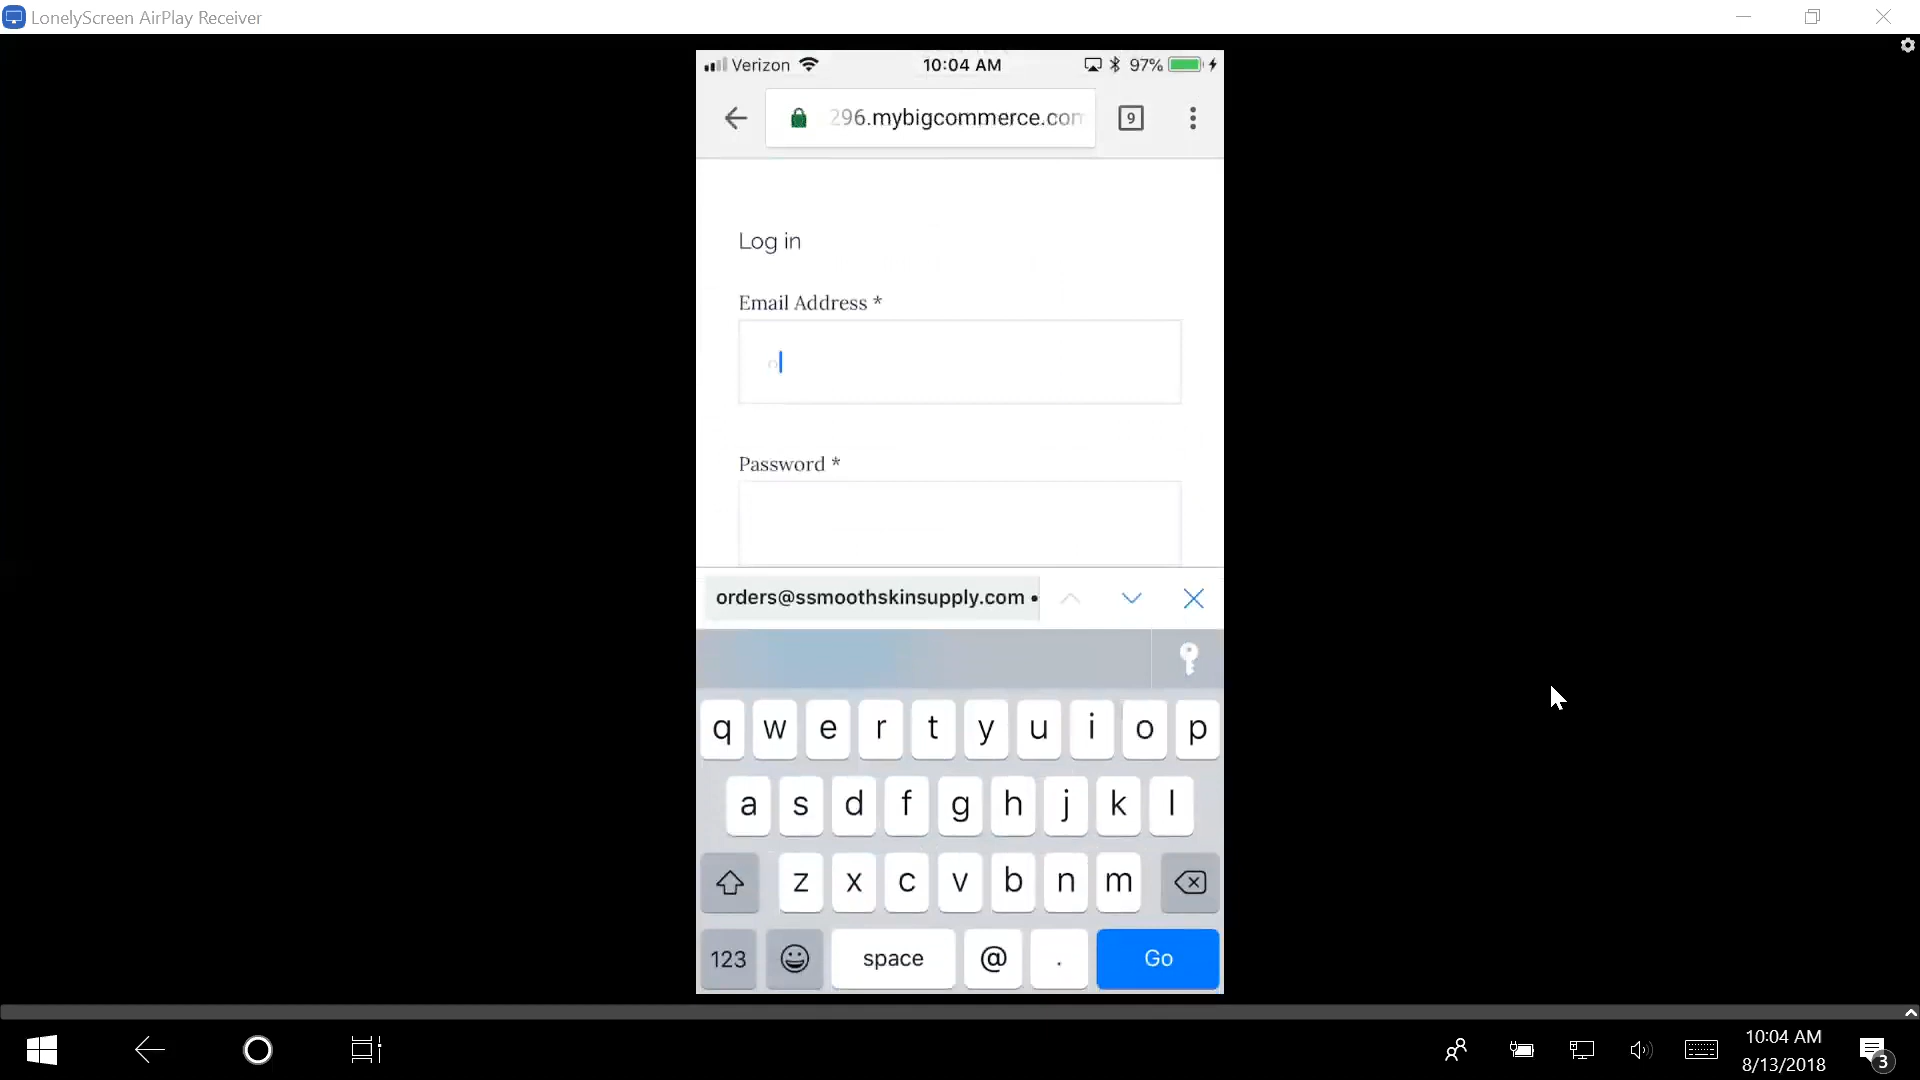 LonelyScreen AirPlay Receiver
Verizon 10:04 AM 97%
296.mybigcommerce.com 9
Log in
Email Address *
o
Password *
orders@ssmoothskinsupply.com •
q w e r t y u i o p
a s d f g h j k l
z x c v b n m
123 space @ . Go
10:04 AM
8/13/2018
3